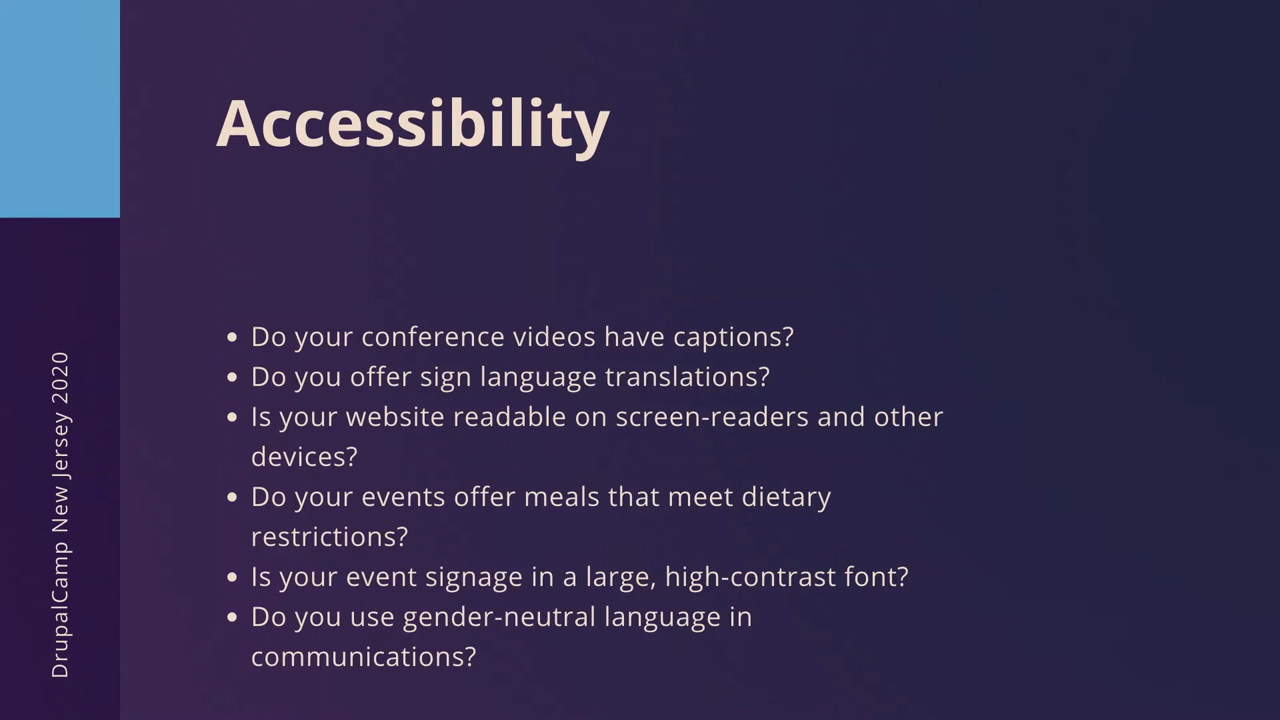 Accessibility
Do your conference videos have captions?
Do you offer sign language translations?
Is your website readable on screen-readers and other
devices?
Do your events offer meals that meet dietary
restrictions?
Is your event signage in a large, high-contrast font?
Do you use gender-neutral language in
communications?
DrupalCamp New Jersey 2020